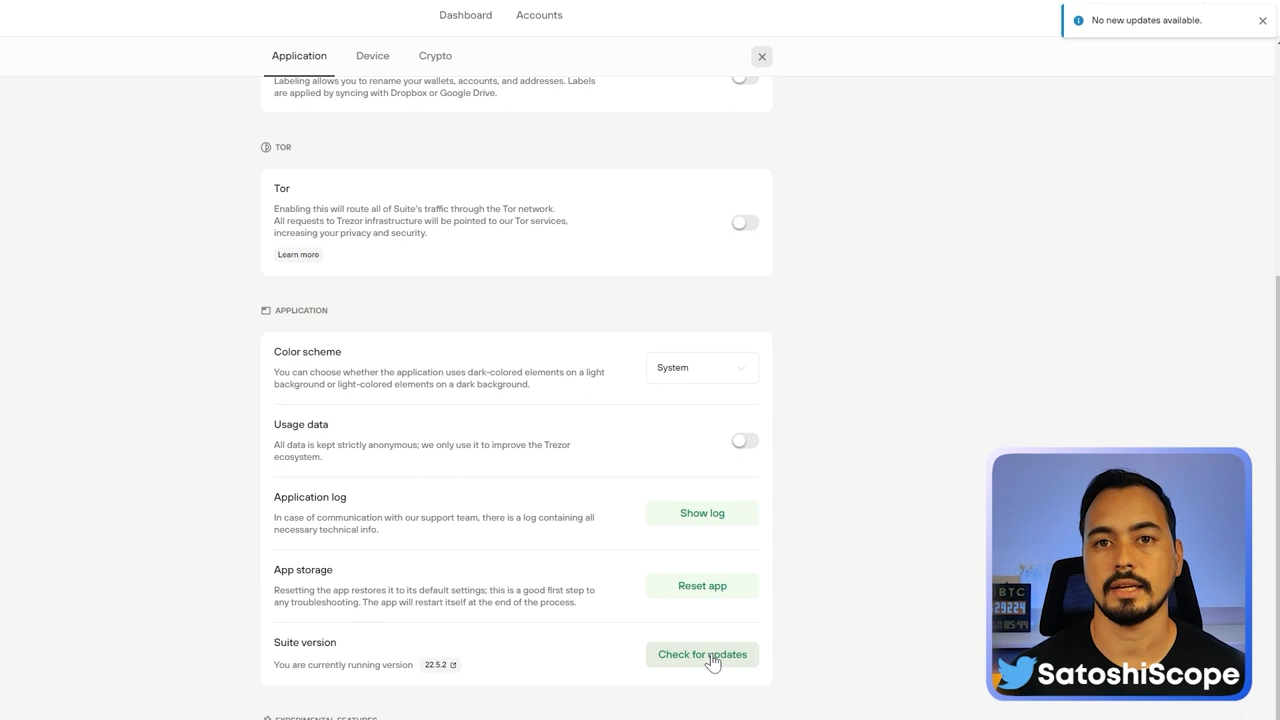 Dashboard
Accounts
No new updates available.
Application
Device
Crypto
Labeling allows you to rename your wallets, accounts, and addresses. Labels
are applied by syncing with Dropbox or Google Drive.
TOR
Tor
Enabling this will route all of Suite's traffic through the Tor network.
All requests to Trezor infrastructure will be pointed to our Tor services,
increasing your privacy and security.
Learn more
APPLICATION
Color scheme
You can choose whether the application uses dark-colored elements on a light
background or light-colored elements on a dark background.
System
Usage data
All data is kept strictly anonymous; we only use it to improve the Trezor
ecosystem.
Application log
In case of communication with our support team, there is a log containing all
necessary technical info.
Show log
App storage
Resetting the app restores it to its default settings; this is a good first step to
any troubleshooting. The app will restart itself at the end of the process.
Reset app
Suite version
You are currently running version 22.5.2
Check for updates
EXPERIMENTAL FEATURES
BTC
29224
SatoshiScope